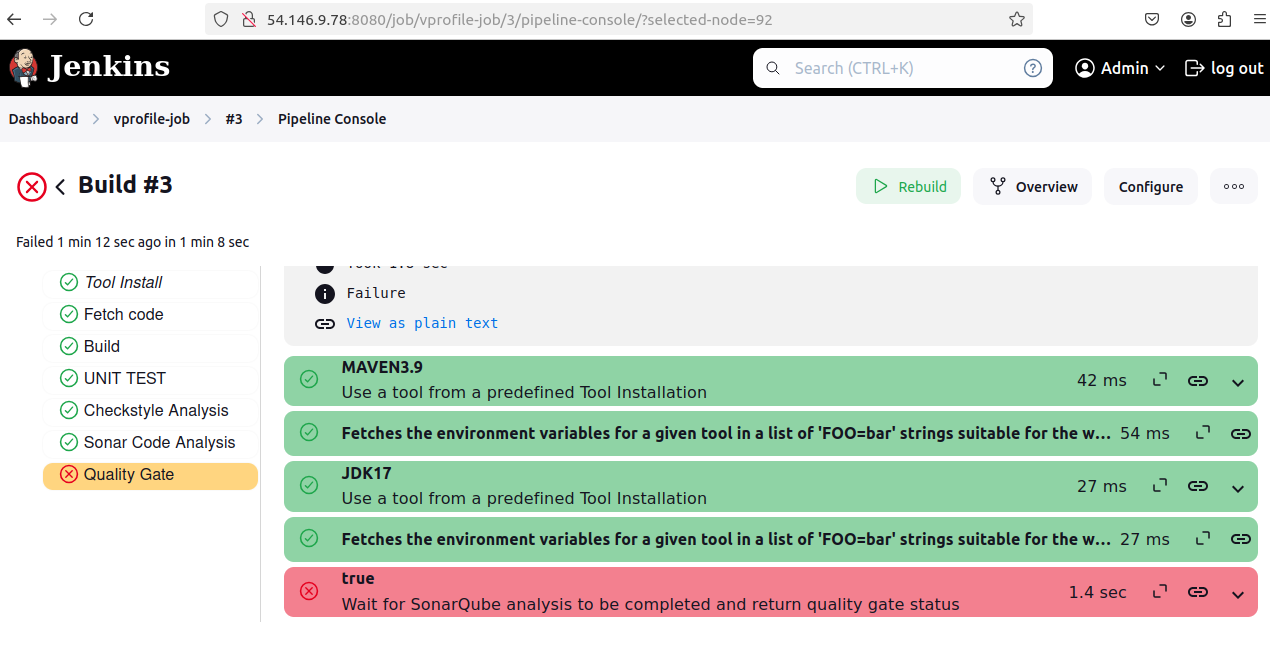 54.146.9.78:8080/job/vprofile-job/3/pipeline-console/?selected-node=92
Jenkins
Search (CTRL+K)
?
Admin
log out
Dashboard
vprofile-job
#3
Pipeline Console
Build #3
Rebuild
Overview
Configure
Failed 1 min 12 sec ago in 1 min 8 sec
Tool Install
Fetch code
Build
UNIT TEST
Checkstyle Analysis
Sonar Code Analysis
Quality Gate
Failure
View as plain text
MAVEN3.9
Use a tool from a predefined Tool Installation
42 ms
Fetches the environment variables for a given tool in a list of 'FOO=bar' strings suitable for the w...
54 ms
JDK17
Use a tool from a predefined Tool Installation
27 ms
Fetches the environment variables for a given tool in a list of 'FOO=bar' strings suitable for the w...
27 ms
true
Wait for SonarQube analysis to be completed and return quality gate status
1.4 sec